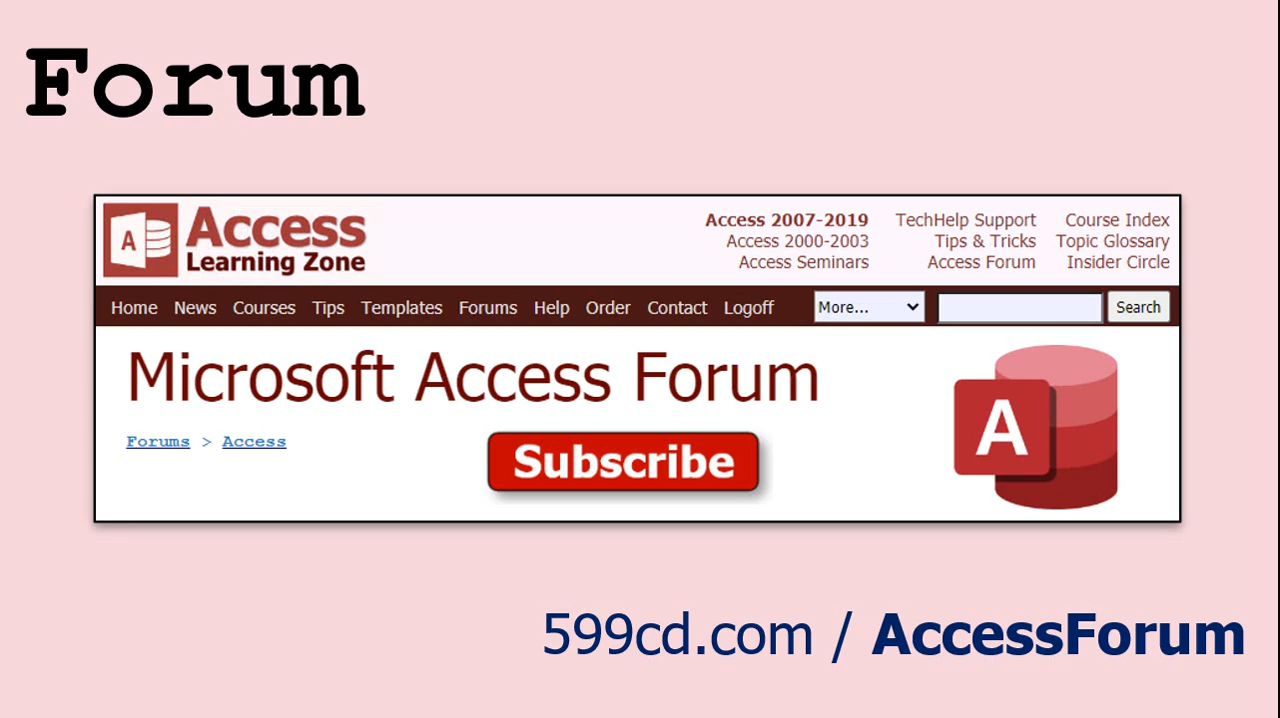 Forum
A Access
Learning Zone
Access 2007-2019 TechHelp Support Course Index
Access 2000-2003 Tips & Tricks Topic Glossary
Access Seminars Access Forum Insider Circle
Home News Courses Tips Templates Forums Help Order Contact Logoff More... Search
Microsoft Access Forum
Forums > Access
Subscribe
A
599cd.com / AccessForum